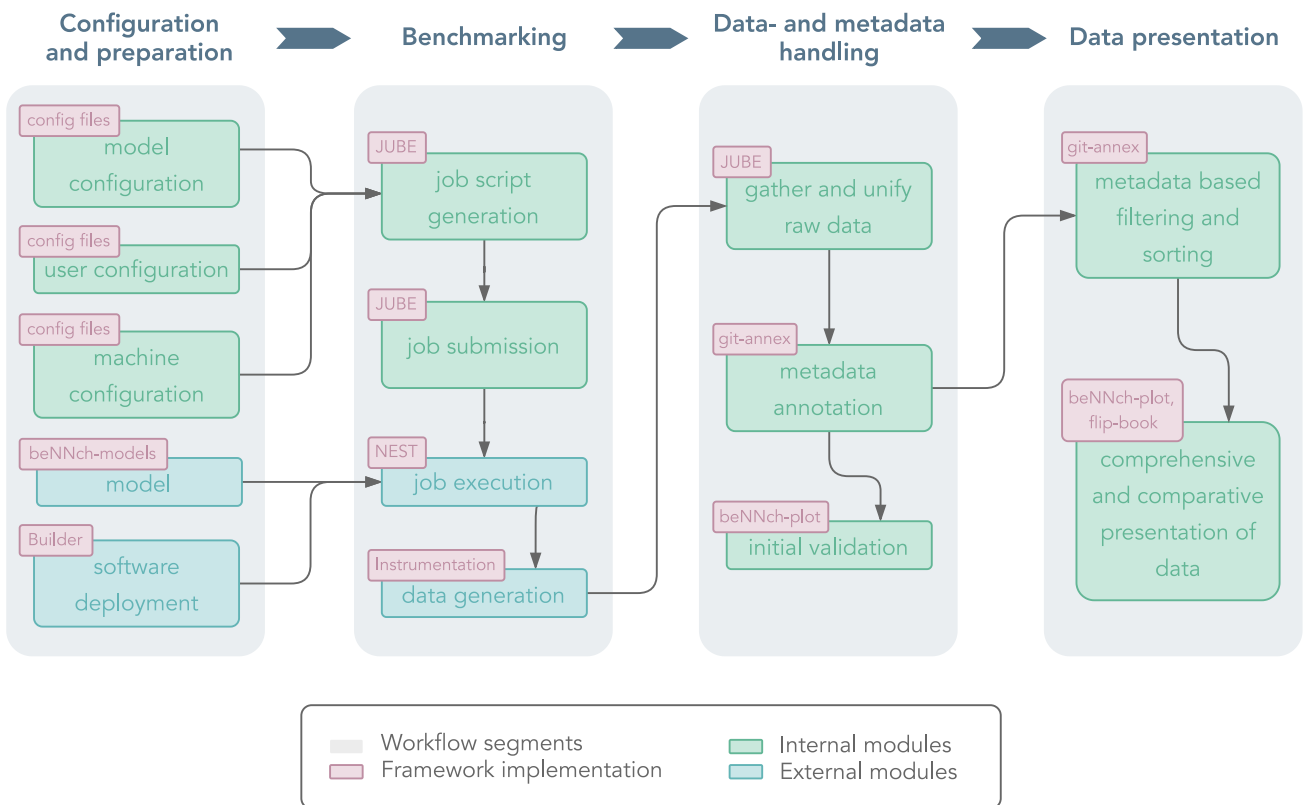 Configuration
and preparation
Benchmarking
Data- and metadata
handling
Data presentation
config files
model
configuration
config files
user configuration
config files
machine
configuration
beNNch-models
model
Builder
software
deployment
JUBE
job script
generation
JUBE
job submission
NEST
job execution
Instrumentation
data generation
JUBE
gather and unify
raw data
git-annex
metadata
annotation
beNNch-plot
initial validation
git-annex
metadata based
filtering and
sorting
beNNch-plot,
flip-book
comprehensive
and comparative
presentation of
data
Workflow segments
Framework implementation
Internal modules
External modules